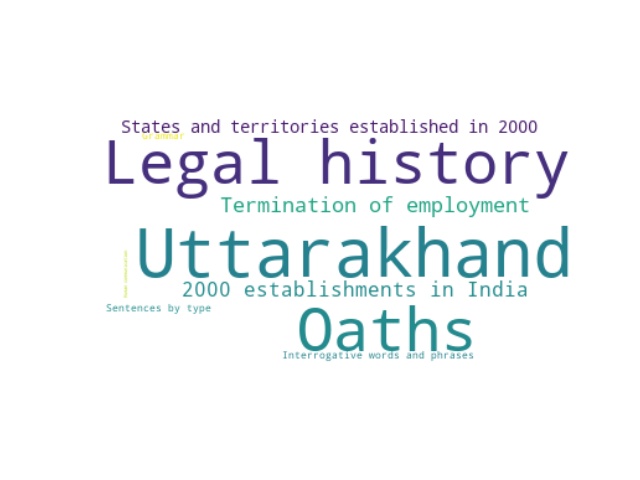 States and territories established in 2000
Grammar
Legal history
Termination of employment
Uttarakhand
2000 establishments in India
Sentences by type
Oaths
Interrogative words and phrases